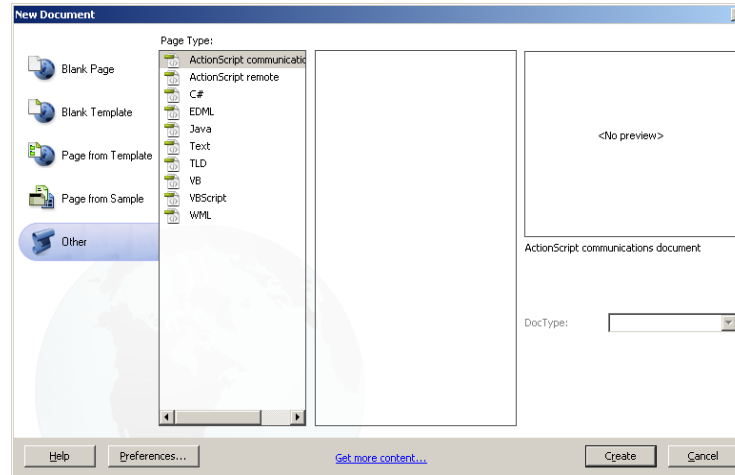 New Document
Page Type:
Blank Page
Blank Template
Page from Template
Page from Sample
Other
ActionScript communicatic
ActionScript remote
C#
EDML
Java
Text
TLD
VB
VBScript
WML
<No preview>
ActionScript communications document
DocType:
Help
Preferences...
Get more content...
Create
Cancel